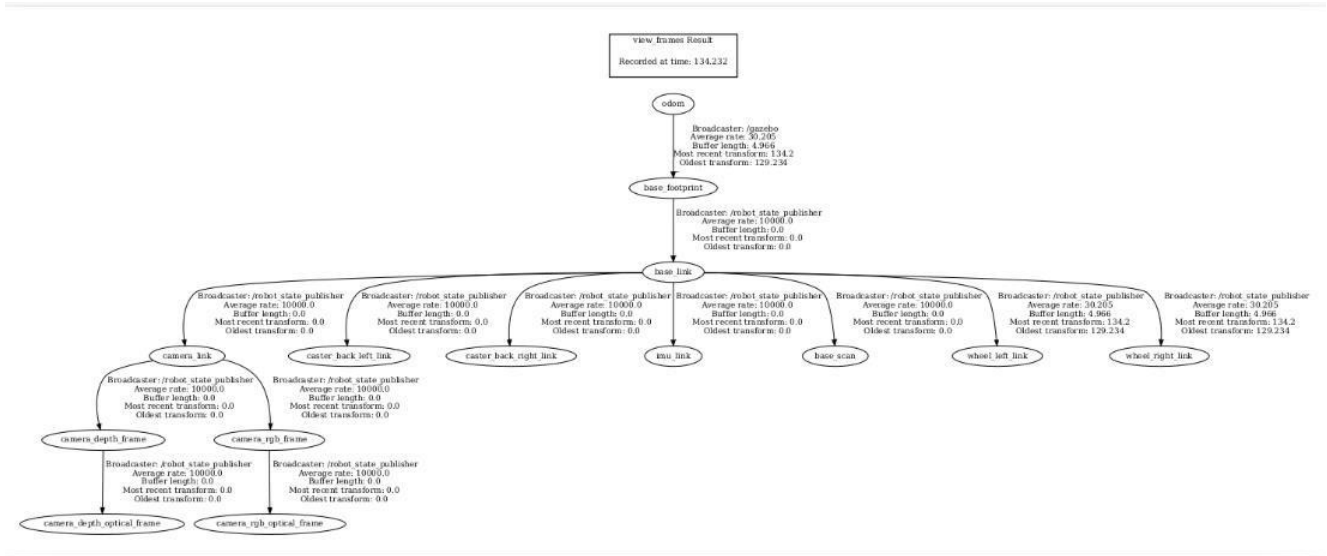 view_frames Result
Recorded at time: 134.232
odom
Broadcaster: /gazebo
Average rate: 30.205
Buffer length: 4.966
Most recent transform: 134.2
Oldest transform: 129.234
base_footprint
Broadcaster: /robot_state_publisher
Average rate: 10000.0
Buffer length: 0.0
Most recent transform: 0.0
Oldest transform: 0.0
base_link
Broadcaster: /robot_state_publisher
Average rate: 10000.0
Buffer length: 0.0
Most recent transform: 0.0
Oldest transform: 0.0
Broadcaster: /robot_state_publisher
Average rate: 10000.0
Buffer length: 0.0
Most recent transform: 0.0
Oldest transform: 0.0
Broadcaster: /robot_state_publisher
Average rate: 10000.0
Buffer length: 0.0
Most recent transform: 0.0
Oldest transform: 0.0
Broadcaster: /robot_state_publisher
Average rate: 10000.0
Buffer length: 0.0
Most recent transform: 0.0
Oldest transform: 0.0
Broadcaster: /robot_state_publisher
Average rate: 10000.0
Buffer length: 0.0
Most recent transform: 0.0
Oldest transform: 0.0
Broadcaster: /robot_state_publisher
Average rate: 30.205
Buffer length: 4.966
Most recent transform: 134.2
Oldest transform: 129.234
Broadcaster: /robot_state_publisher
Average rate: 30.205
Buffer length: 4.966
Most recent transform: 134.2
Oldest transform: 129.234
camera_link
caster_back_left_link
caster_back_right_link
imu_link
base_scan
wheel_left_link
wheel_right_link
Broadcaster: /robot_state_publisher
Average rate: 10000.0
Buffer length: 0.0
Most recent transform: 0.0
Oldest transform: 0.0
Broadcaster: /robot_state_publisher
Average rate: 10000.0
Buffer length: 0.0
Most recent transform: 0.0
Oldest transform: 0.0
camera_depth_frame
camera_rgb_frame
Broadcaster: /robot_state_publisher
Average rate: 10000.0
Buffer length: 0.0
Most recent transform: 0.0
Oldest transform: 0.0
Broadcaster: /robot_state_publisher
Average rate: 10000.0
Buffer length: 0.0
Most recent transform: 0.0
Oldest transform: 0.0
camera_depth_optical_frame
camera_rgb_optical_frame